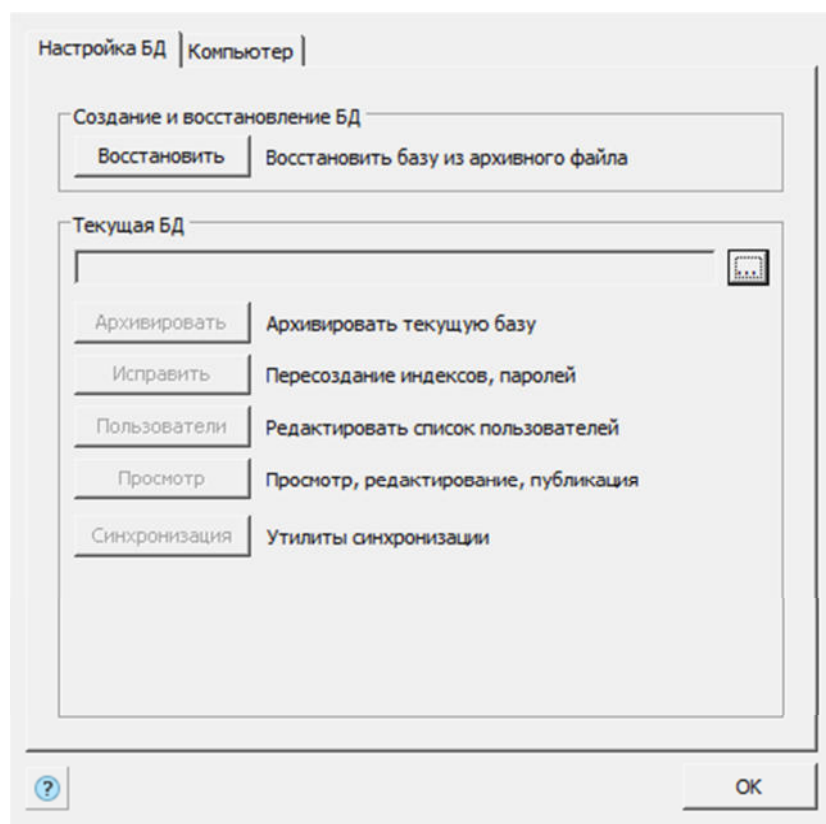 Настройка БД Компьютер
Создание и восстановление БД
Восстановить Восстановить базу из архивного файла
Текущая БД
...
Архивировать Архивировать текущую базу
Исправить Пересоздание индексов, паролей
Пользователи Редактировать список пользователей
Просмотр Просмотр, редактирование, публикация
Синхронизация Утилиты синхронизации
? ОК